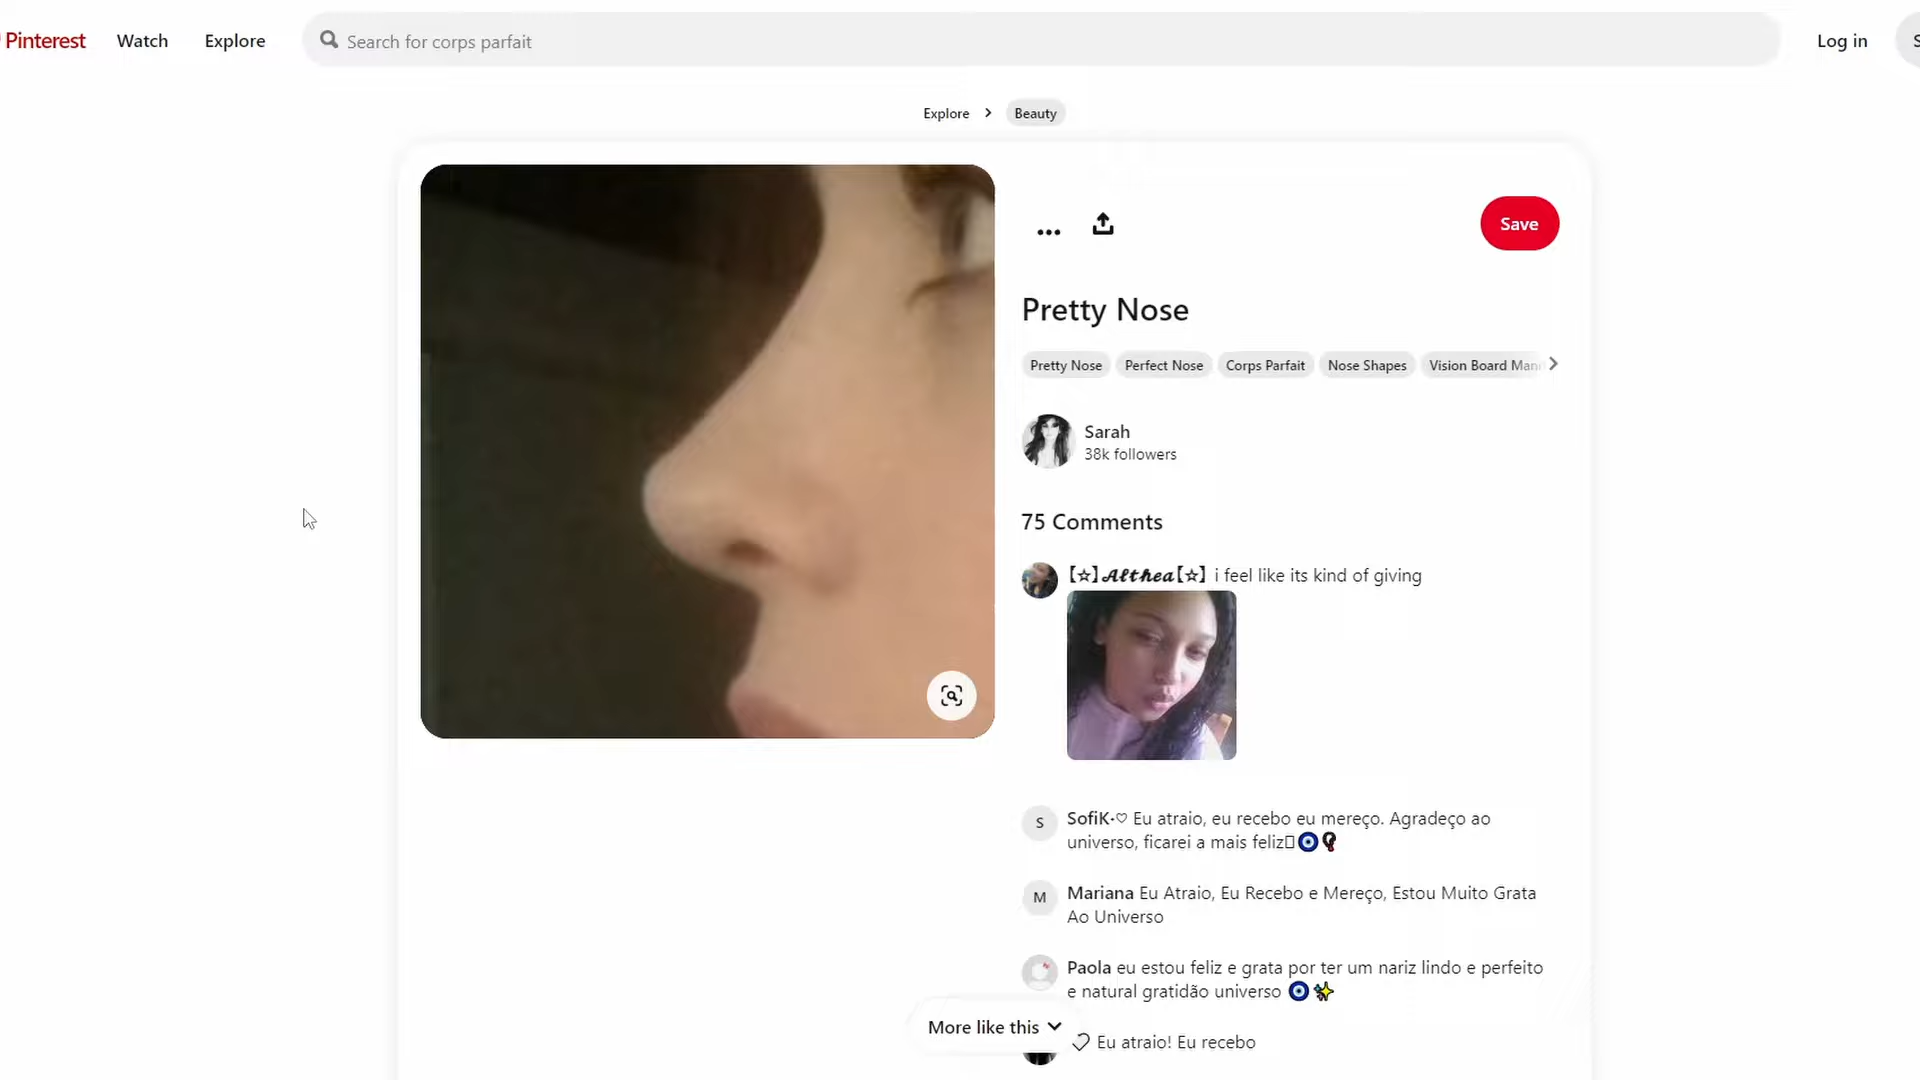 Pinterest
Watch
Explore
Search for corps parfait
Log in
S
Explore
Beauty
Save
Pretty Nose
Pretty Nose
Perfect Nose
Corps Parfait
Nose Shapes
Vision Board
Sarah
38k followers
75 Comments
【☆】𝓐𝓵𝓽𝓱𝓮𝓪【☆】 i feel like its kind of giving
S
SofiK·♡ Eu atraio, eu recebo eu mereço. Agradeço ao
universo, ficarei a mais feliz
M
Mariana Eu Atraio, Eu Recebo e Mereço, Estou Muito Grata
Ao Universo
Paola eu estou feliz e grata por ter um nariz lindo e perfeito
e natural gratidão universo 🧿✨
More like this
Eu atraio! Eu recebo